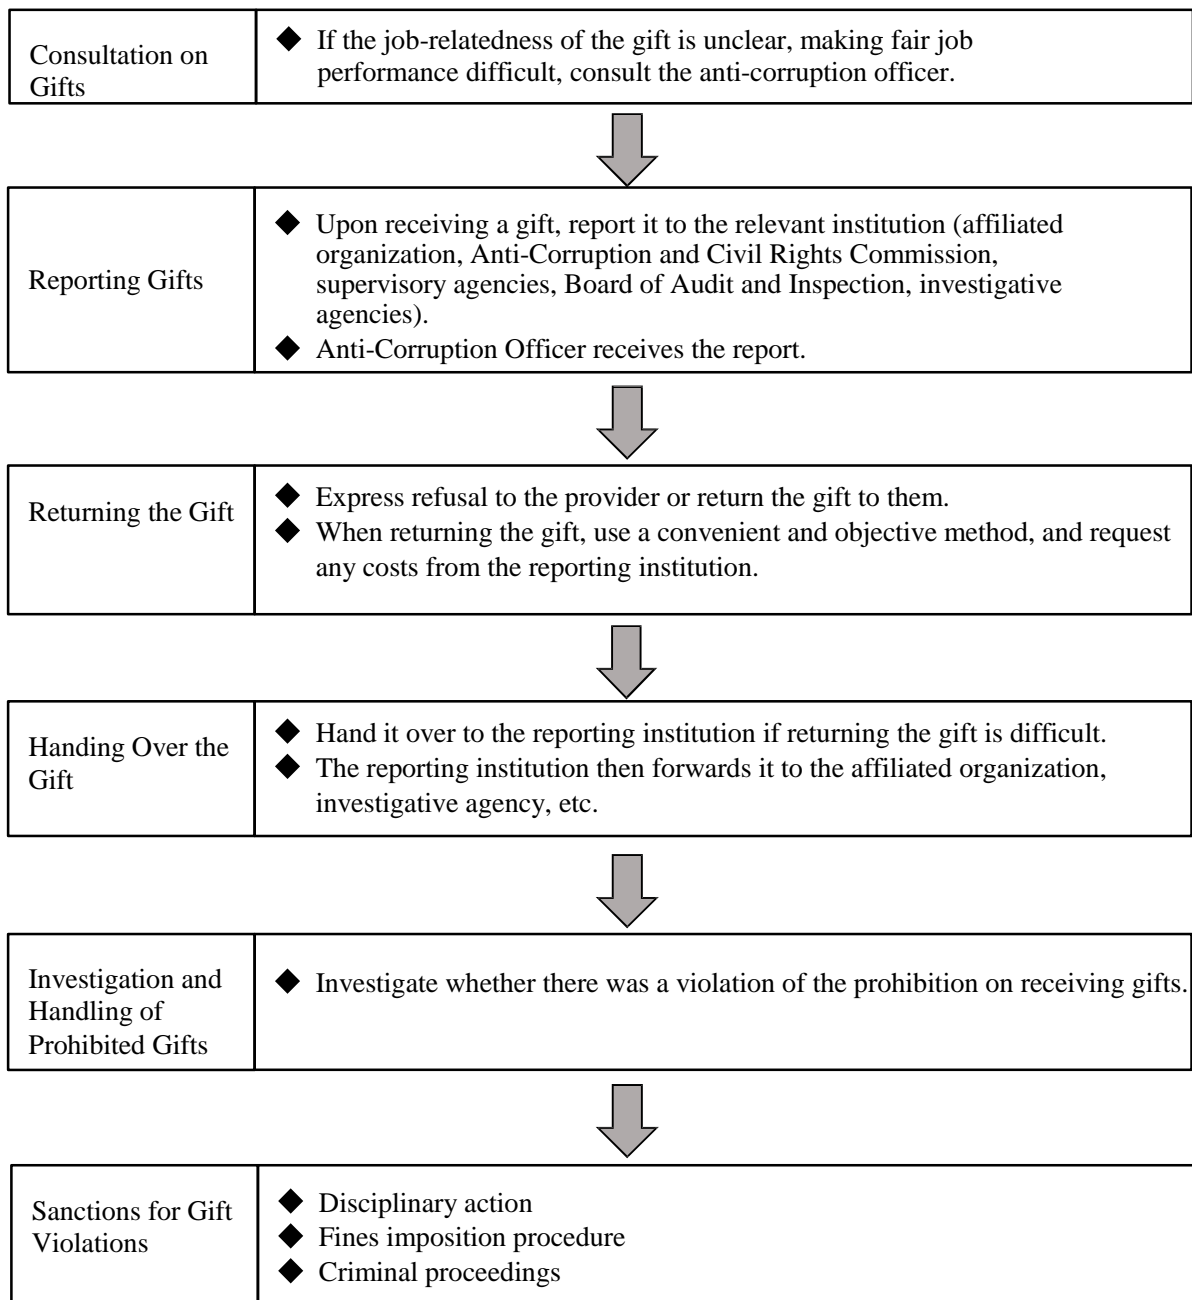 Consultation on
Gifts
◆ If the job-relatedness of the gift is unclear, making fair job
performance difficult, consult the anti-corruption officer.
Reporting Gifts
◆ Upon receiving a gift, report it to the relevant institution (affiliated
organization, Anti-Corruption and Civil Rights Commission,
supervisory agencies, Board of Audit and Inspection, investigative
agencies).
◆ Anti-Corruption Officer receives the report.
Returning the Gift
◆ Express refusal to the provider or return the gift to them.
◆ When returning the gift, use a convenient and objective method, and request
any costs from the reporting institution.
Handing Over the
Gift
◆ Hand it over to the reporting institution if returning the gift is difficult.
◆ The reporting institution then forwards it to the affiliated organization,
investigative agency, etc.
Investigation and
Handling of
Prohibited Gifts
◆ Investigate whether there was a violation of the prohibition on receiving gifts.
Sanctions for Gift
Violations
◆ Disciplinary action
◆ Fines imposition procedure
◆ Criminal proceedings